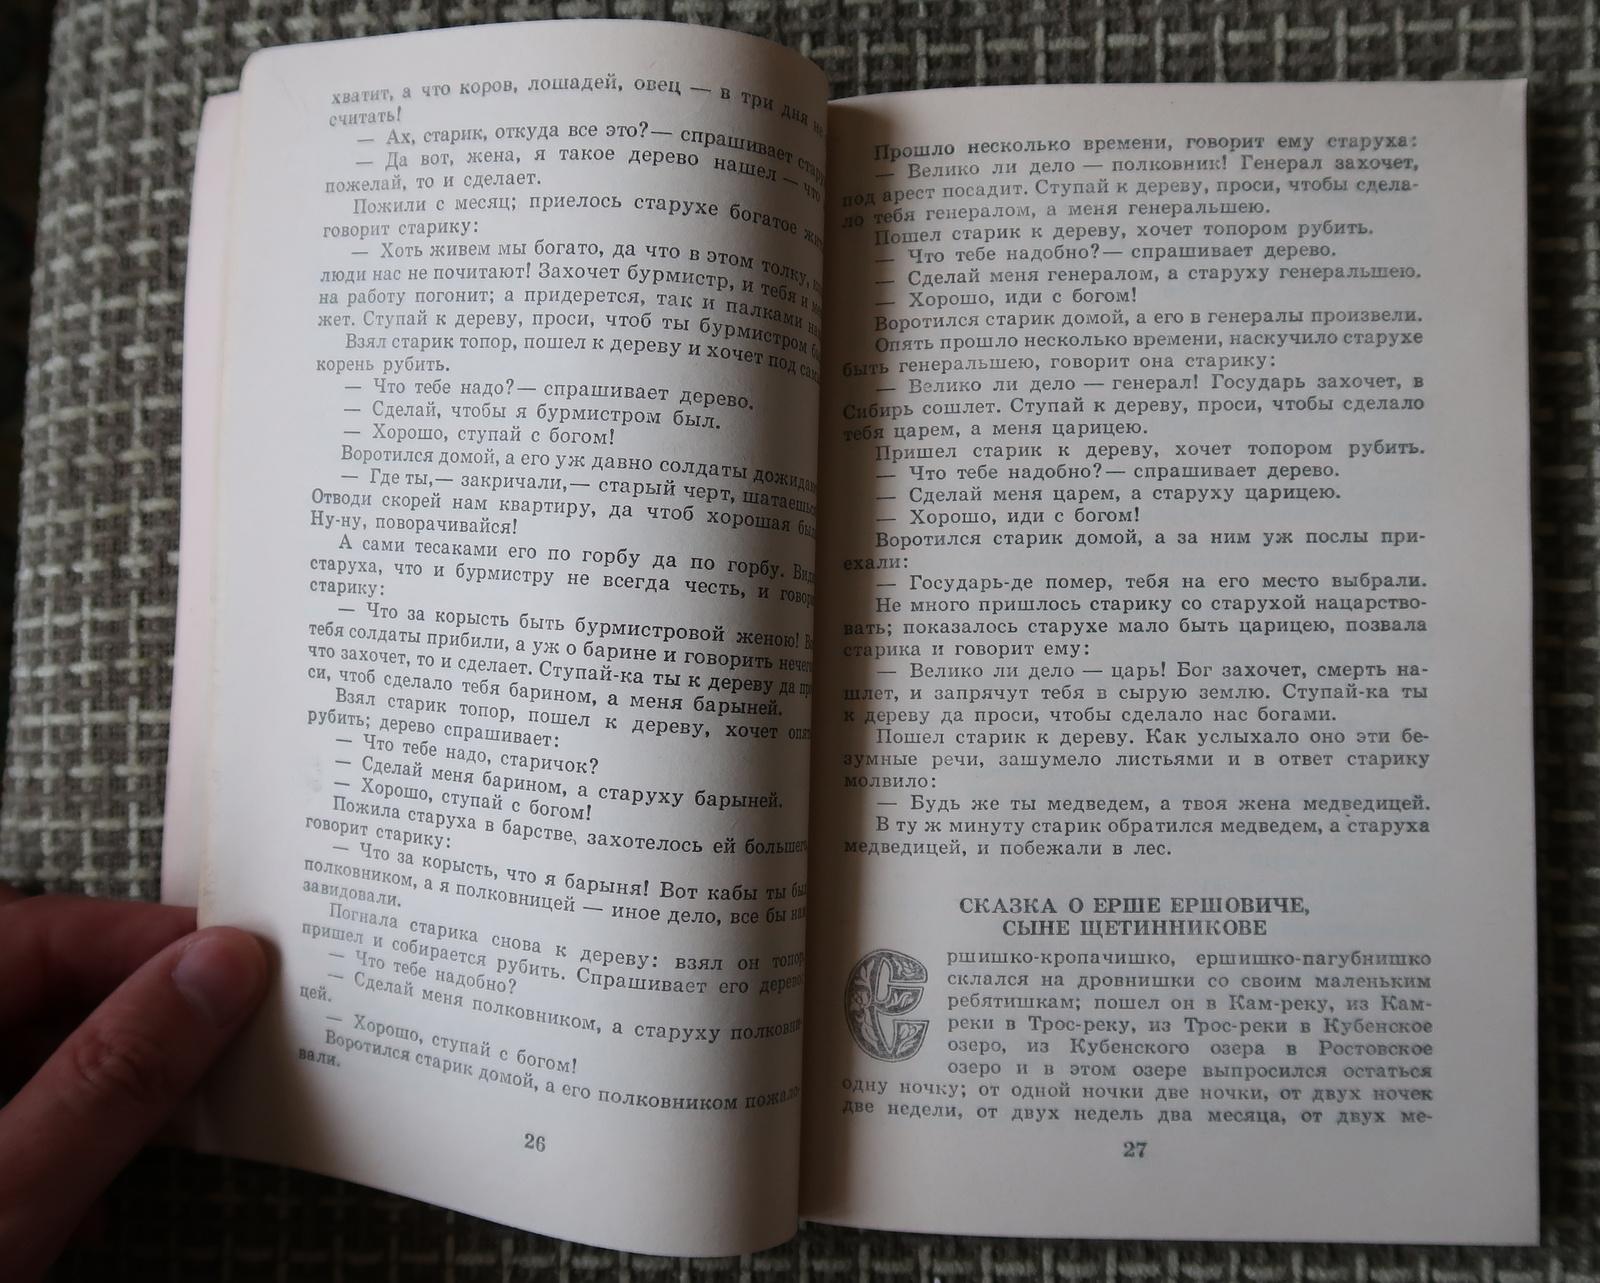 хватит, а что коров, лошадей, овец — в три дня не
считать!
— Ах, старик, откуда все это?— спрашивает
— Да вот, жена, я такое дерево нашел — что
пожелай, то и сделает.
Пожили с месяц; приелось старухе богатое
говорит старику:
— Хоть живем мы богато, да что в этом толку,
люди нас не почитают! Захочет бурмистр, и тебя и
на работу погонит; а придерется, так и палками
жет. Ступай к дереву, проси, чтоб ты бурмистром
Взял старик топор, пошел к дереву и хочет под
корень рубить.
— Что тебе надо?— спрашивает дерево.
— Сделай, чтобы я бурмистром был.
— Хорошо, ступай с богом!
Воротился домой, а его уж давно солдаты
— Где ты,— закричали,— старый черт,
Отводи скорей нам квартиру, да чтоб хорошая
Ну-ну, поворачивайся!
А сами тесаками его по горбу да по горбу.
старуха, что и бурмистру не всегда честь, и
старику:
— Что за корысть быть бурмистровой женою!
тебя солдаты прибили, а уж о барине и говорить
что захочет, то и сделает. Ступай-ка ты к дереву да
си, чтоб сделало тебя барином, а меня барыней.
Взял старик топор, пошел к дереву, хочет
рубить; дерево спрашивает:
— Что тебе надо, старичок?
— Сделай меня барином, а старуху барыней.
— Хорошо, ступай с богом!
Пожила старуха в барстве, захотелось ей
говорит старику:
— Что за корысть, что я барыня! Вот кабы ты
полковником, а я полковницей — иное дело, все бы
завидовали.
Погнала старика снова к дереву: взял он топор,
пришел и собирается рубить. Спрашивает его
— Что тебе надобно?
— Сделай меня полковником, а старуху полковни-
цей.
— Хорошо, ступай с богом!
Воротился старик домой, а его полковником пожало-
вали.
26
Прошло несколько времени, говорит ему старуха:
— Велико ли дело — полковник! Генерал захочет,
под арест посадит. Ступай к дереву, проси, чтобы сдела-
ло тебя генералом, а меня генеральшею.
Пошел старик к дереву, хочет топором рубить.
— Что тебе надобно?— спрашивает дерево.
— Сделай меня генералом, а старуху генеральшею.
— Хорошо, иди с богом!
Воротился старик домой, а его в генералы произвели.
Опять прошло несколько времени, наскучило старухе
быть генеральшею, говорит она старику:
— Велико ли дело — генерал! Государь захочет, в
Сибирь сошлет. Ступай к дереву, проси, чтобы сделало
тебя царем, а меня царицею.
Пришел старик к дереву, хочет топором рубить.
— Что тебе надобно?— спрашивает дерево.
— Сделай меня царем, а старуху царицею.
— Хорошо, иди с богом!
Воротился старик домой, а за ним уж послы при-
ехали:
— Государь-де помер, тебя на его место выбрали.
Не много пришлось старику со старухой нацарство-
вать; показалось старухе мало быть царицею, позвала
старика и говорит ему:
— Велико ли дело — царь! Бог захочет, смерть на-
шлет, и запрячут тебя в сырую землю. Ступай-ка ты
к дереву да проси, чтобы сделало нас богами.
Пошел старик к дереву. Как услыхало оно эти бе-
зумные речи, зашумело листьями и в ответ старику
молвило:
— Будь же ты медведем, а твоя жена медведицей.
В ту ж минуту старик обратился медведем, а старуха
медведицей, и побежали в лес.
СКАЗКА О ЕРШЕ ЕРШОВИЧЕ,
СЫНЕ ЩЕТИННИКОВЕ
Ершишко-кропачишко, ершишко-пагубнишко
склался на дровнишки со своим маленьким
ребятишкам; пошел он в Кам-реку, из Кам-
реки в Трос-реку, из Трос-реки в Кубенское
озеро, из Кубенского озера в Ростовское
озеро и в этом озере выпросился остаться
одну ночку; от одной ночки две ночки, от двух ночек
две недели, от двух недель два месяца, от двух ме-
27